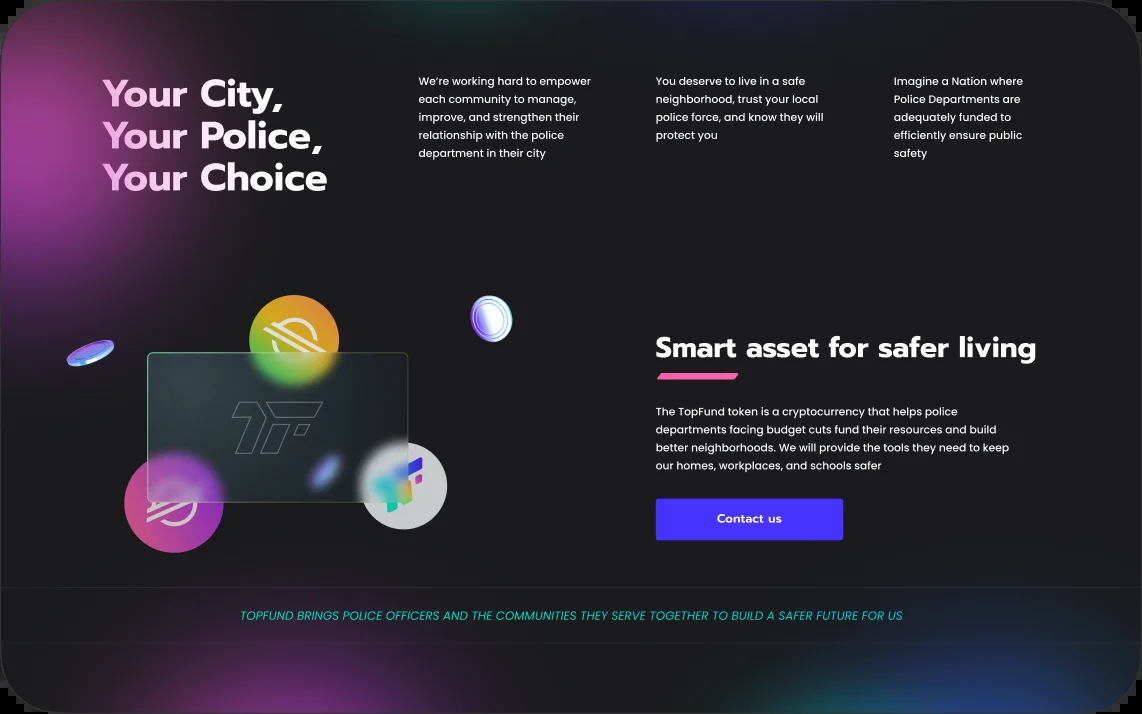 Your City,
Your Police,
Your Choice
We're working hard to empower
each community to manage,
improve, and strengthen their
relationship with the police
department in their city
You deserve to live in a safe
neighborhood, trust your local
police force, and know they will
protect you
Imagine a Nation where
Police Departments are
adequately funded to
efficiently ensure public
safety
TF
Smart asset for safer living
The TopFund token is a cryptocurrency that helps police
departments facing budget cuts fund their resources and build
better neighborhoods. We will provide the tools they need to keep
our homes, workplaces, and schools safer
Contact us
TOPFUND BRINGS POLICE OFFICERS AND THE COMMUNITIES THEY SERVE TOGETHER TO BUILD A SAFER FUTURE FOR US